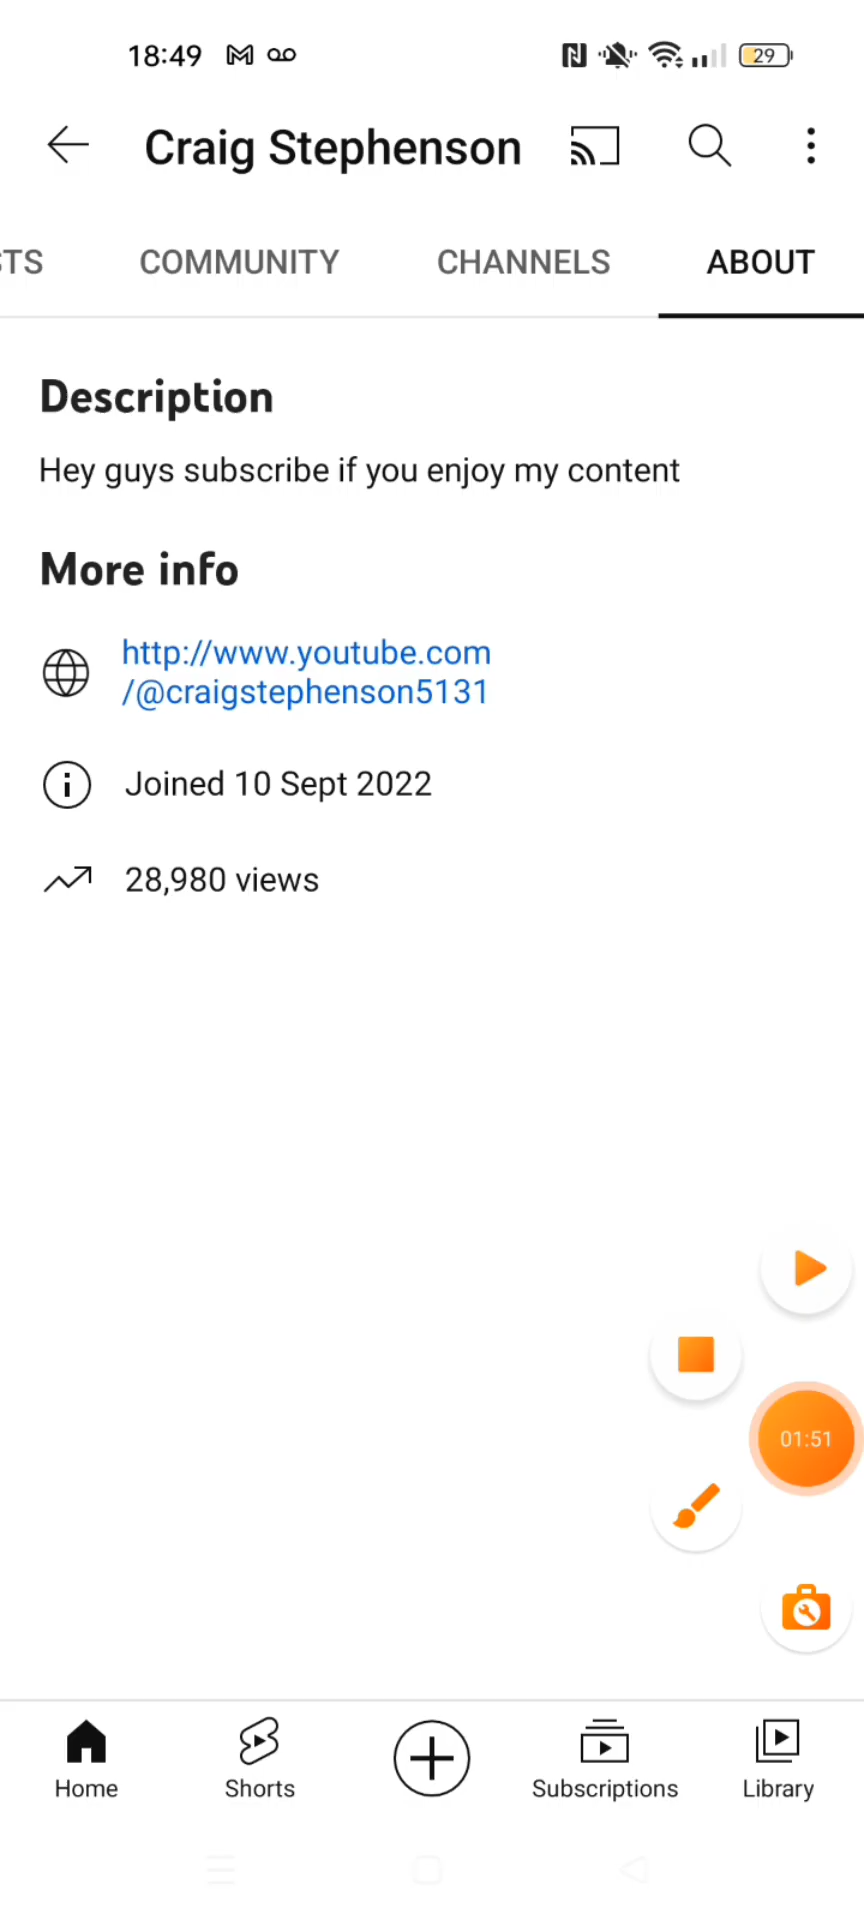 18:49
29
Craig Stephenson
STS
COMMUNITY
CHANNELS
ABOUT
Description
Hey guys subscribe if you enjoy my content
More info
http://www.youtube.com
/@craigstephenson5131
Joined 10 Sept 2022
28,980 views
01:51
Home
Shorts
Subscriptions
Library